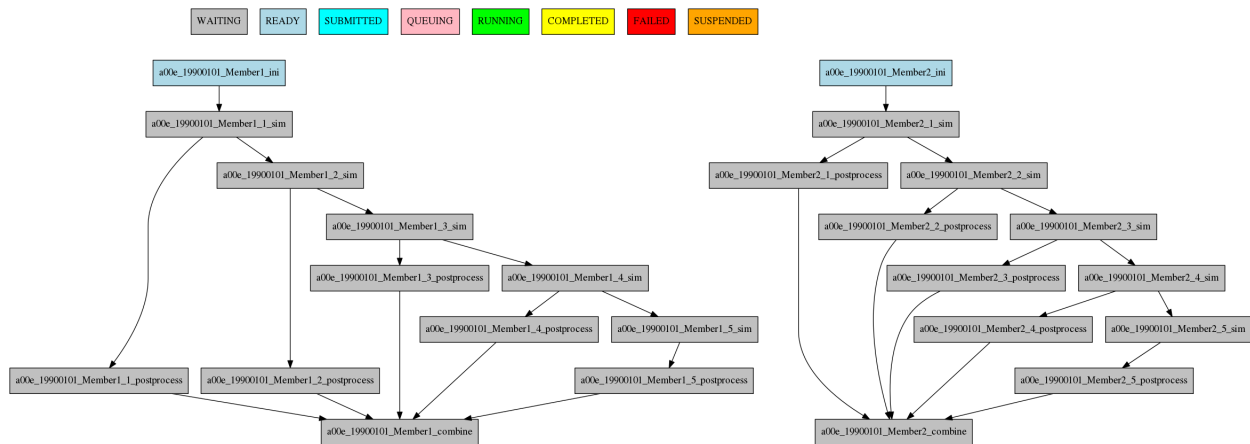 WAITING
READY
SUBMITTED
QUEUING
RUNNING
COMPLETED
FAILED
SUSPENDED
a00e_19900101_Member1_ini
a00e_19900101_Member2_ini
a00e_19900101_Member1_1_sim
a00e_19900101_Member2_1_sim
a00e_19900101_Member1_2_sim
a00e_19900101_Member2_1_postprocess
a00e_19900101_Member2_2_sim
a00e_19900101_Member1_3_sim
a00e_19900101_Member2_2_postprocess
a00e_19900101_Member2_3_sim
a00e_19900101_Member1_3_postprocess
a00e_19900101_Member1_4_sim
a00e_19900101_Member2_3_postprocess
a00e_19900101_Member2_4_sim
a00e_19900101_Member1_4_postprocess
a00e_19900101_Member1_5_sim
a00e_19900101_Member2_4_postprocess
a00e_19900101_Member2_5_sim
a00e_19900101_Member1_1_postprocess
a00e_19900101_Member1_2_postprocess
a00e_19900101_Member1_5_postprocess
a00e_19900101_Member2_5_postprocess
a00e_19900101_Member1_combine
a00e_19900101_Member2_combine